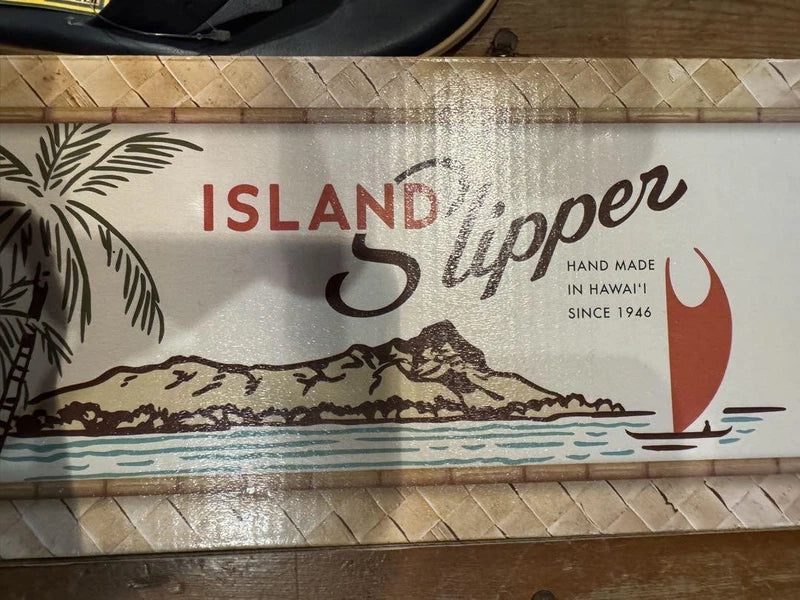 ISLAND Slipper
HAND MADE
IN HAWAI‘I
SINCE 1946